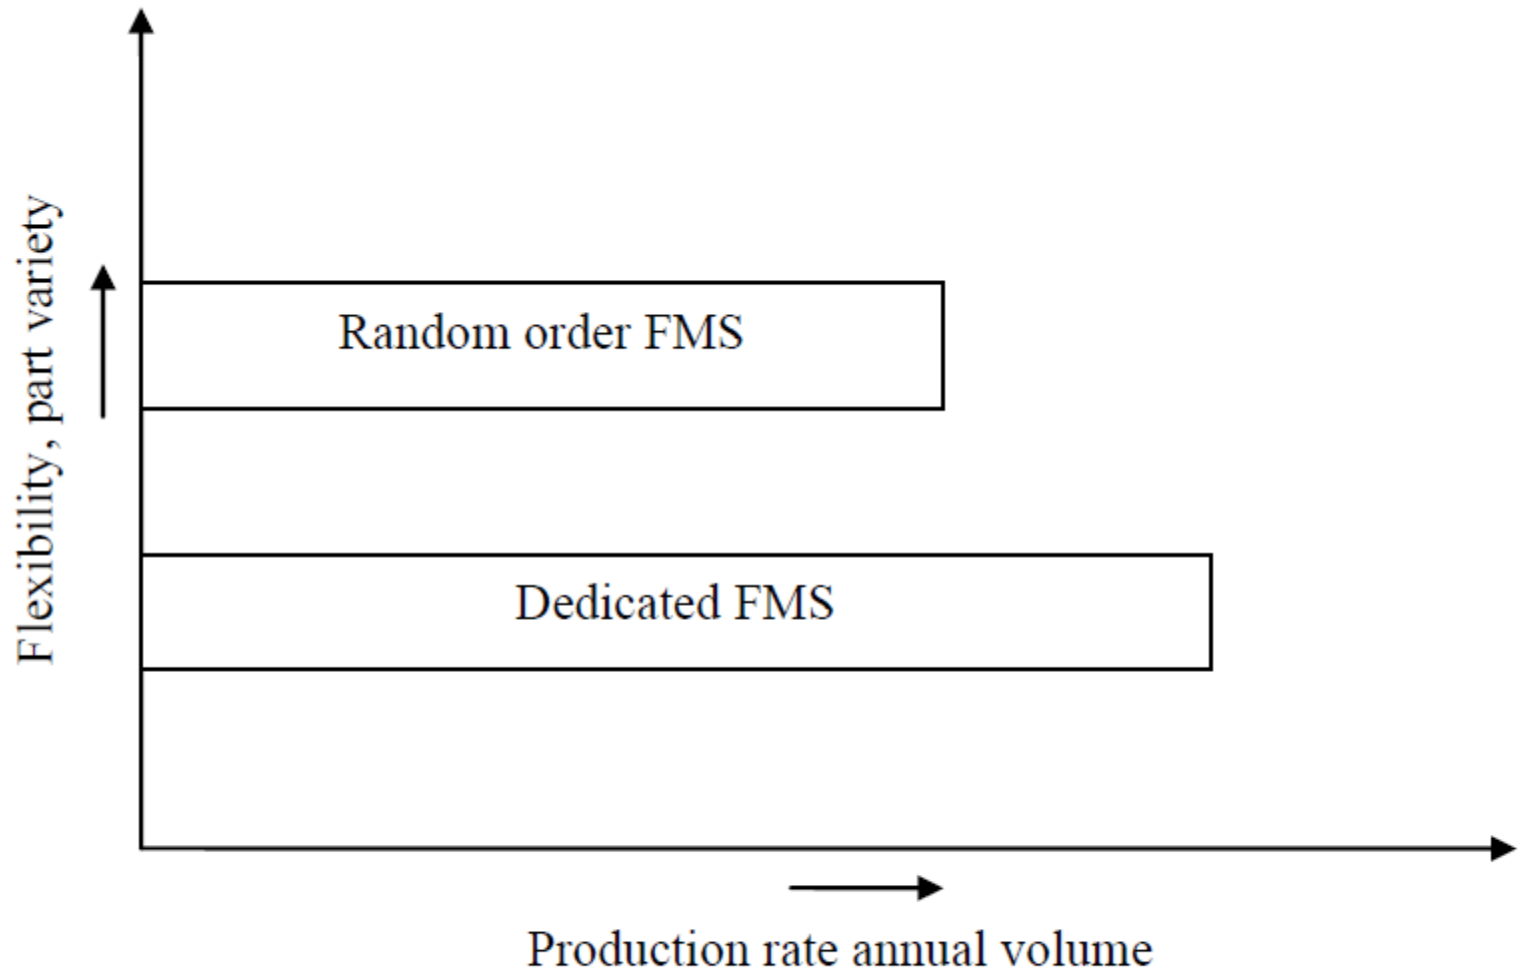 Flexibility, part variety
Random order FMS
Dedicated FMS
Production rate annual volume